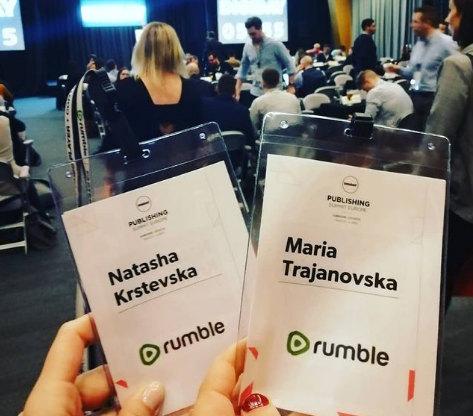 PUBLISHING
SUMMIT EUROPE
Natasha
Krstevska
rumble
PUBLISHING
SUMMIT EUROPE
Maria
Trajanovska
rumble